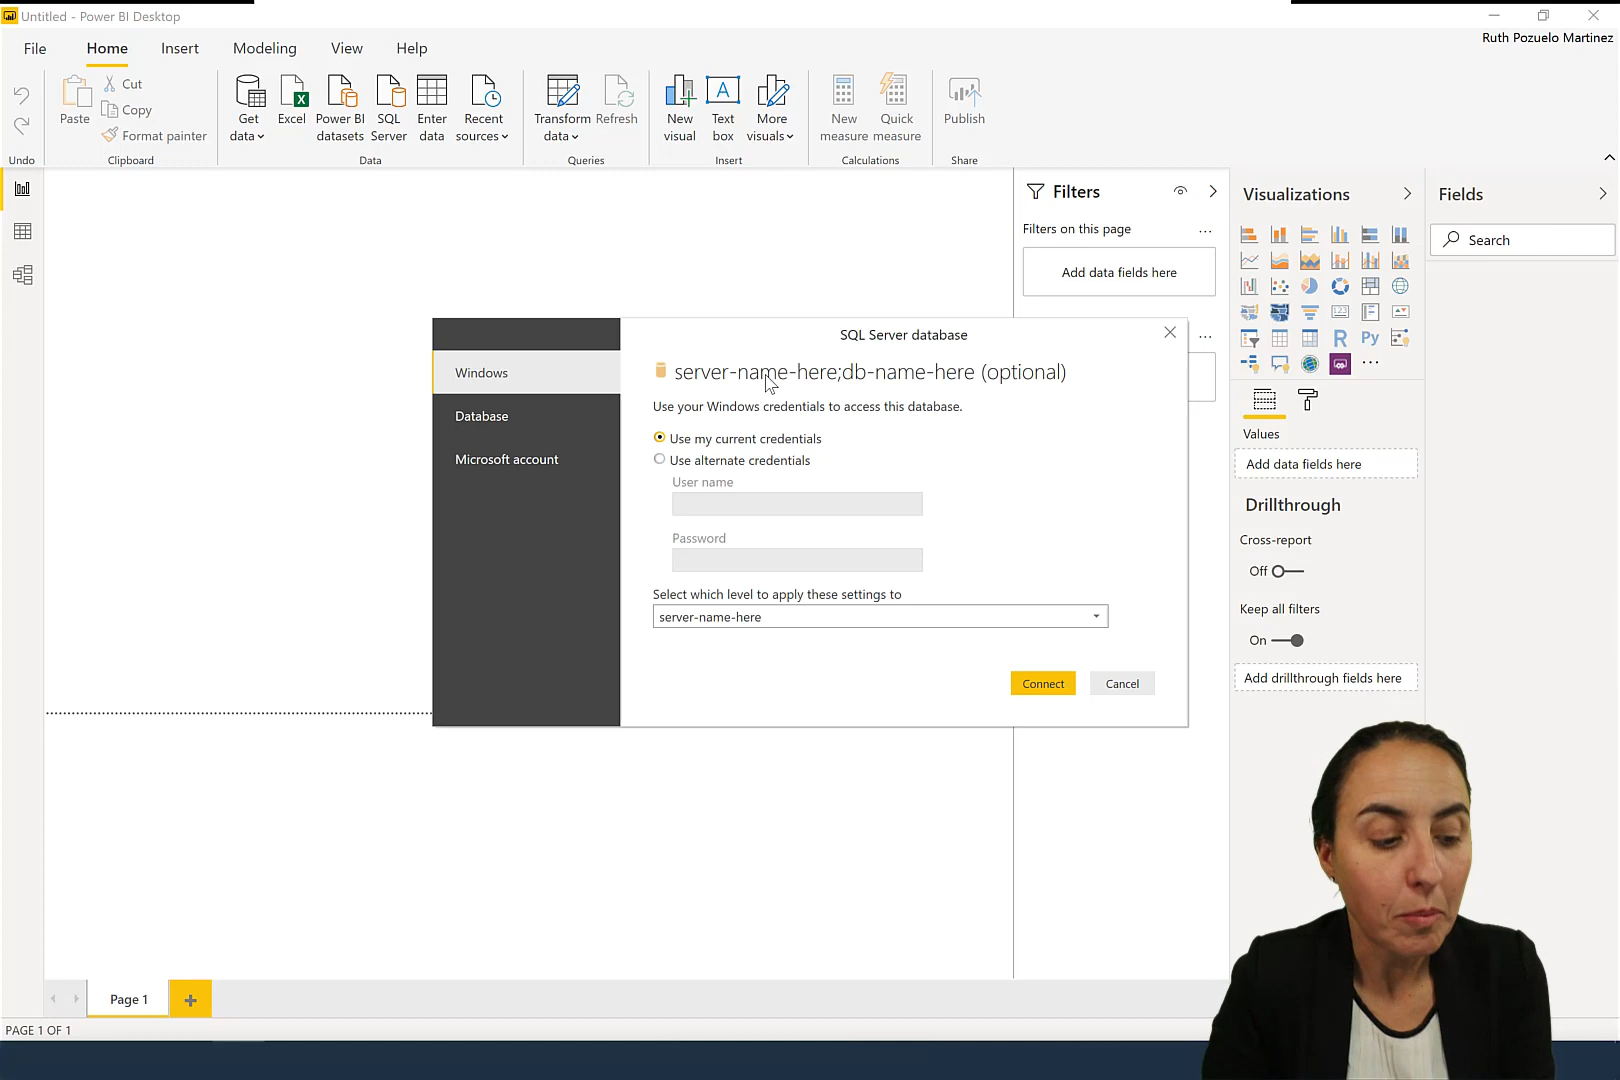 Untitled - Power BI Desktop
Ruth Pozuelo Martinez
File Home Insert Modeling View Help
Paste
Cut
Copy
Format painter
Get data
Excel
Power BI datasets
SQL Server
Enter data
Recent sources
Transform data
Refresh
New visual
Text box
More visuals
New measure
Quick measure
Publish
Undo
Clipboard
Data
Queries
Insert
Calculations
Share
Filters
Filters on this page
...
Add data fields here
...
Visualizations
123
R
Py
...
Values
Add data fields here
Drillthrough
Cross-report
Off
Keep all filters
On
Add drillthrough fields here
Fields
Search
SQL Server database
Windows
Database
Microsoft account
server-name-here;db-name-here (optional)
Use your Windows credentials to access this database.
Use my current credentials
Use alternate credentials
User name
Password
Select which level to apply these settings to
server-name-here
Connect
Cancel
Page 1
+
PAGE 1 OF 1